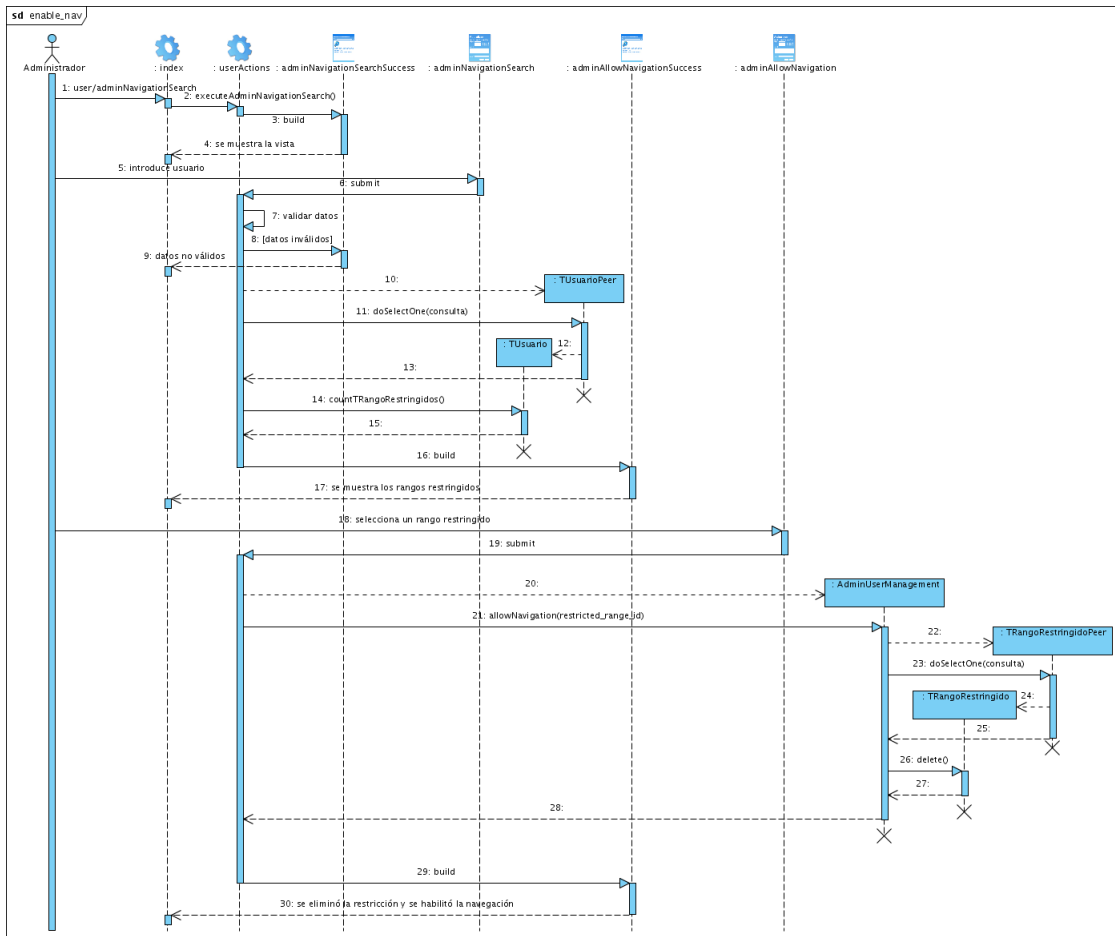 sd enable_nav
Administrador
: index
: userActions
: adminNavigationSearchSuccess
: adminNavigationSearch
: adminAllowNavigationSuccess
: adminAllowNavigation
1: user/adminNavigationSearch
2: executeAdminNavigationSearch()
3: build
4: se muestra la vista
5: introduce usuario
6: submit
7: validar datos
8: [datos inválidos]
9: datos no válidos
10:
: TUsuarioPeer
11: doSelectOne(consulta)
: TUsuario
12:
13:
14: countTRangoRestringidos()
15:
16: build
17: se muestra los rangos restringidos
18: selecciona un rango restringido
19: submit
20:
: AdminUserManagement
21: allowNavigation(restricted_range_id)
22:
: TRangoRestringidoPeer
23: doSelectOne(consulta)
: TRangoRestringido
24:
25:
26: delete()
27:
28:
29: build
30: se eliminó la restricción y se habilitó la navegación